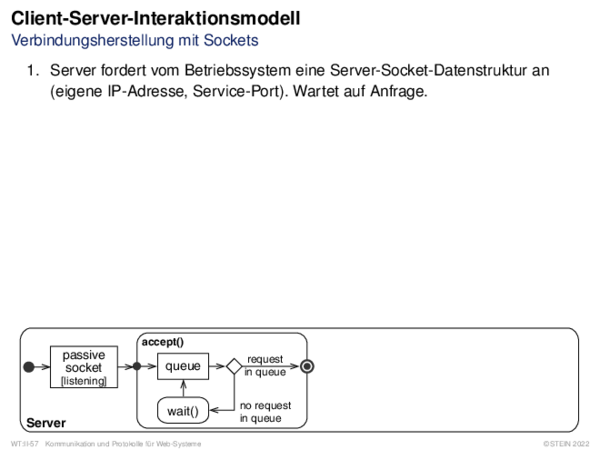 Client-Server-Interaktionsmodell
Verbindungsherstellung mit Sockets
1. Server fordert vom Betriebssystem eine Server-Socket-Datenstruktur an
(eigene IP-Adresse, Service-Port). Wartet auf Anfrage.
accept()
passive
socket
[listening]
queue
request
in queue
wait()
no request
in queue
Server
WT:II-57 Kommunikation und Protokolle für Web-Systeme
©STEIN 2022